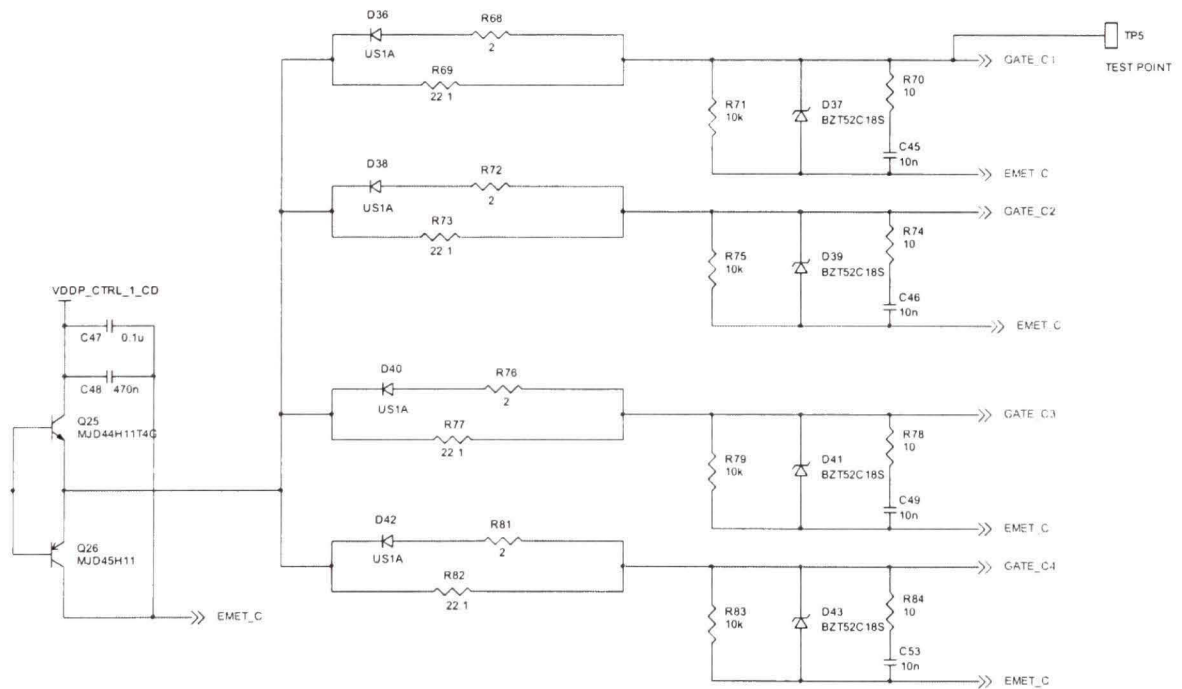 D36
US1A
R68
2
R69
22.1
TP5
TEST POINT
GATE_C1
R70
10
R71
10k
D37
BZT52C18S
C45
10n
EMET_C
D38
US1A
R72
2
R73
22.1
GATE_C2
R74
10
R75
10k
D39
BZT52C18S
C46
10n
EMET_C
VDDP_CTRL_1_CD
C47
0.1u
C48
470n
Q25
MJD44H11T4G
Q26
MJD45H11
EMET_C
D40
US1A
R76
2
R77
22.1
GATE_C3
R78
10
R79
10k
D41
BZT52C18S
C49
10n
EMET_C
D42
US1A
R81
2
R82
22.1
GATE_C4
R84
10
R83
10k
D43
BZT52C18S
C53
10n
EMET_C